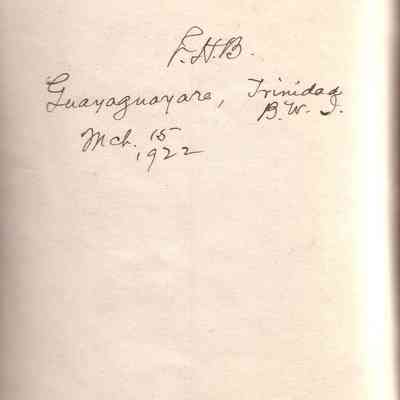 F.H.B.
Guayaguayare, Trinidad
B.W.I.
Mch. 15
1922